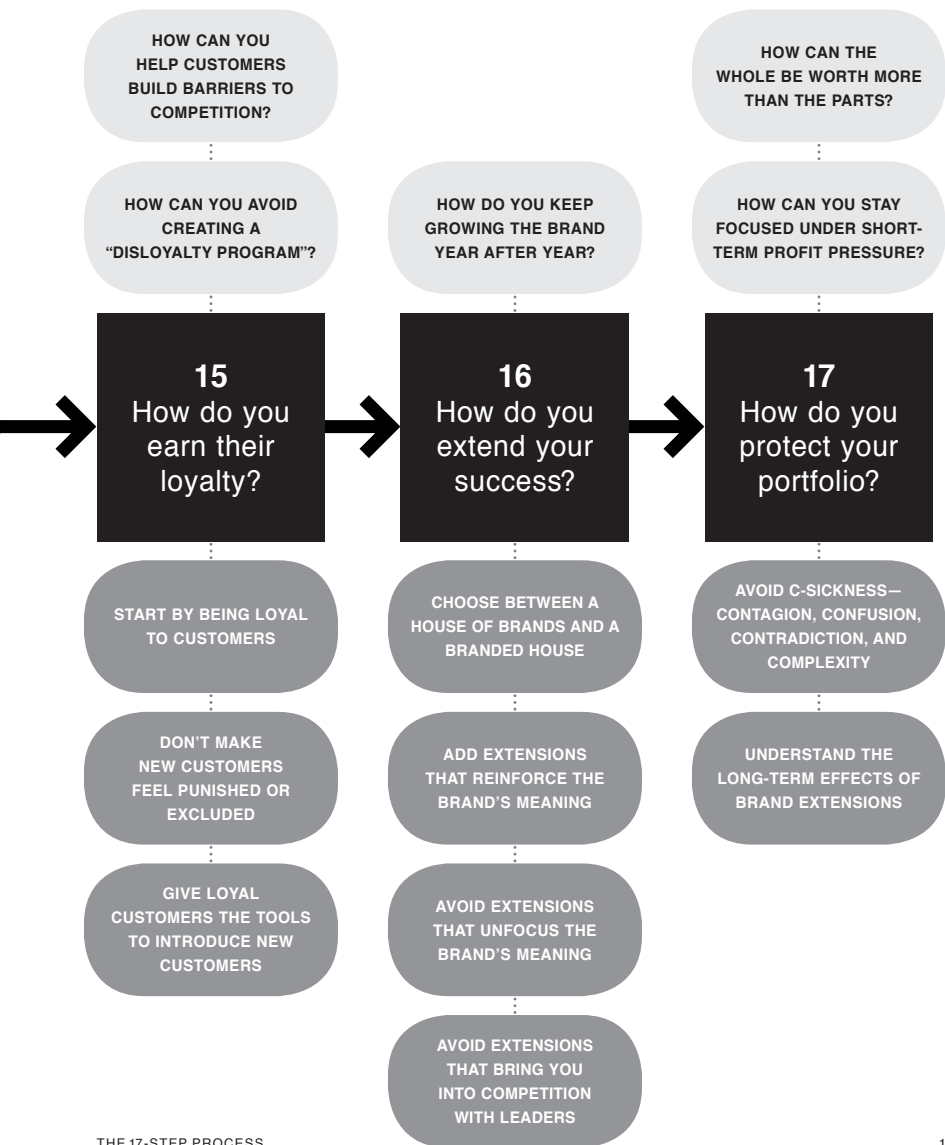 HOW CAN YOU
HELP CUSTOMERS
BUILD BARRIERS TO
COMPETITION?
HOW CAN YOU AVOID
CREATING A
“DISLOYALTY PROGRAM”?
15
How do you
earn their
loyalty?
START BY BEING LOYAL
TO CUSTOMERS
DON’T MAKE
NEW CUSTOMERS
FEEL PUNISHED OR
EXCLUDED
GIVE LOYAL
CUSTOMERS THE TOOLS
TO INTRODUCE NEW
CUSTOMERS
HOW DO YOU KEEP
GROWING THE BRAND
YEAR AFTER YEAR?
16
How do you
extend your
success?
CHOOSE BETWEEN A
HOUSE OF BRANDS AND A
BRANDED HOUSE
ADD EXTENSIONS
THAT REINFORCE THE
BRAND’S MEANING
AVOID EXTENSIONS
THAT UNFOCUS THE
BRAND’S MEANING
AVOID EXTENSIONS
THAT BRING YOU
INTO COMPETITION
WITH LEADERS
HOW CAN THE
WHOLE BE WORTH MORE
THAN THE PARTS?
HOW CAN YOU STAY
FOCUSED UNDER SHORT-
TERM PROFIT PRESSURE?
17
How do you
protect your
portfolio?
AVOID C-SICKNESS—
CONTAGION, CONFUSION,
CONTRADICTION, AND
COMPLEXITY
UNDERSTAND THE
LONG-TERM EFFECTS OF
BRAND EXTENSIONS
THE 17-STEP PROCESS